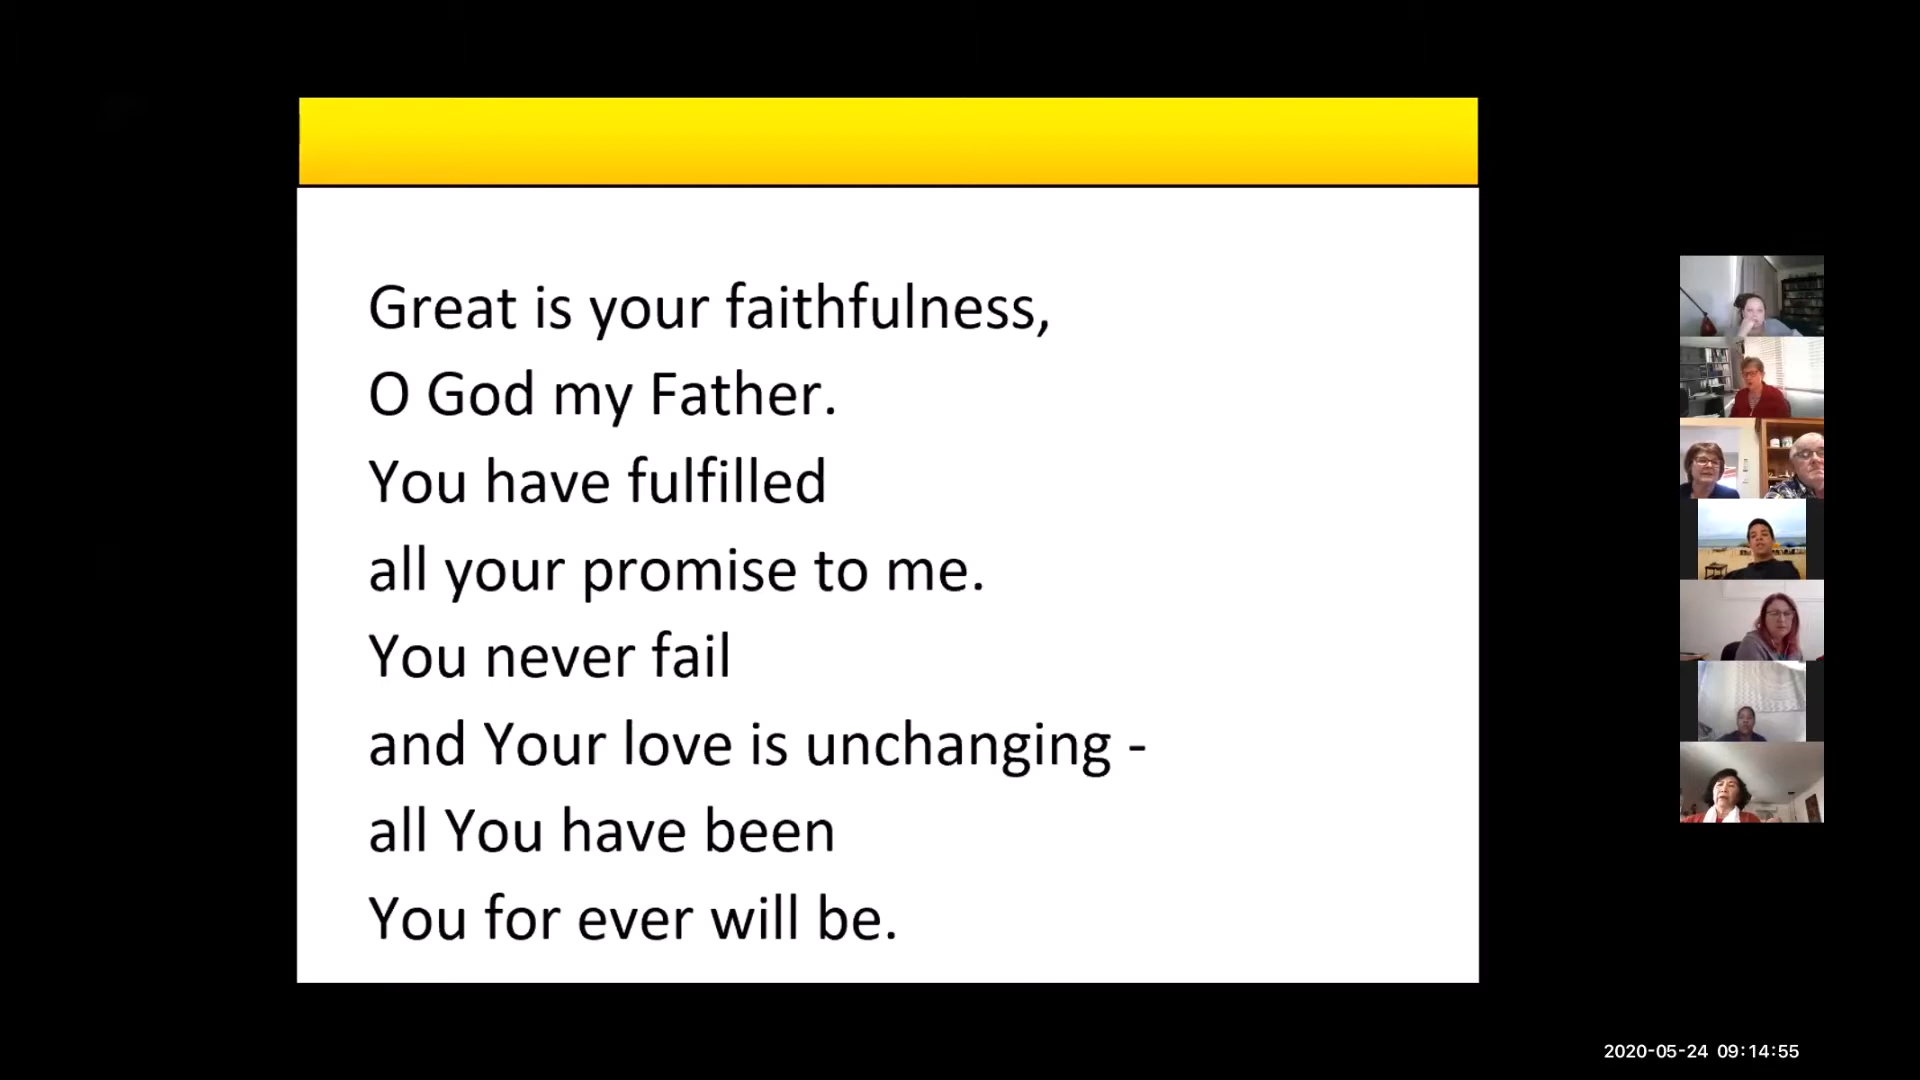 Great is your faithfulness,
O God my Father.
You have fulfilled
all your promise to me.
You never fail
and Your love is unchanging -
all You have been
You for ever will be.
2020-05-24 09:14:55